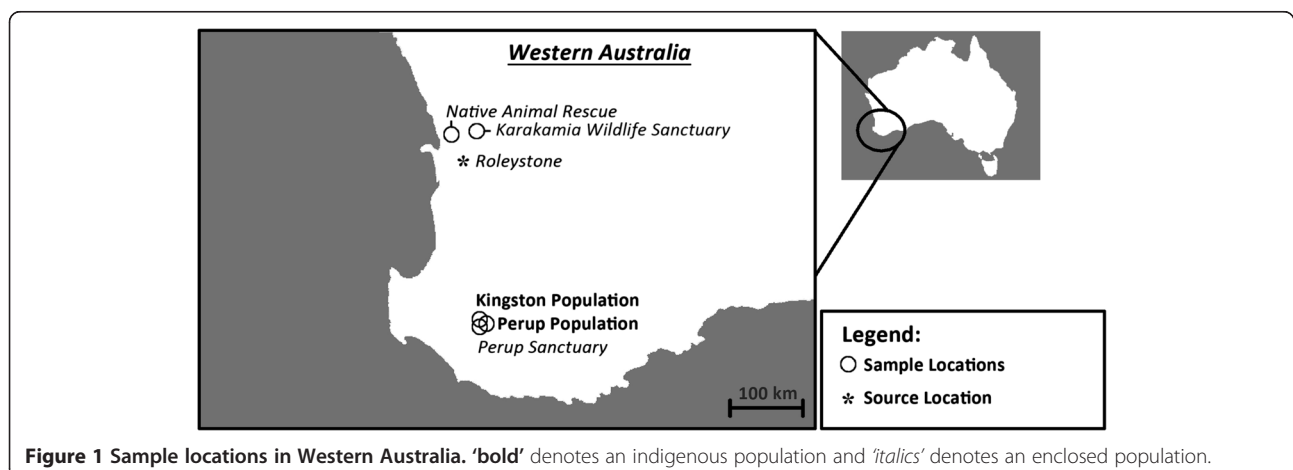 Western Australia
Native Animal Rescue
Karakamia Wildlife Sanctuary
* Roleystone
Kingston Population
Perup Population
Perup Sanctuary
100 km
Legend:
Sample Locations
* Source Location
Figure 1 Sample locations in Western Australia. ‘bold’ denotes an indigenous population and ‘italics’ denotes an enclosed population.